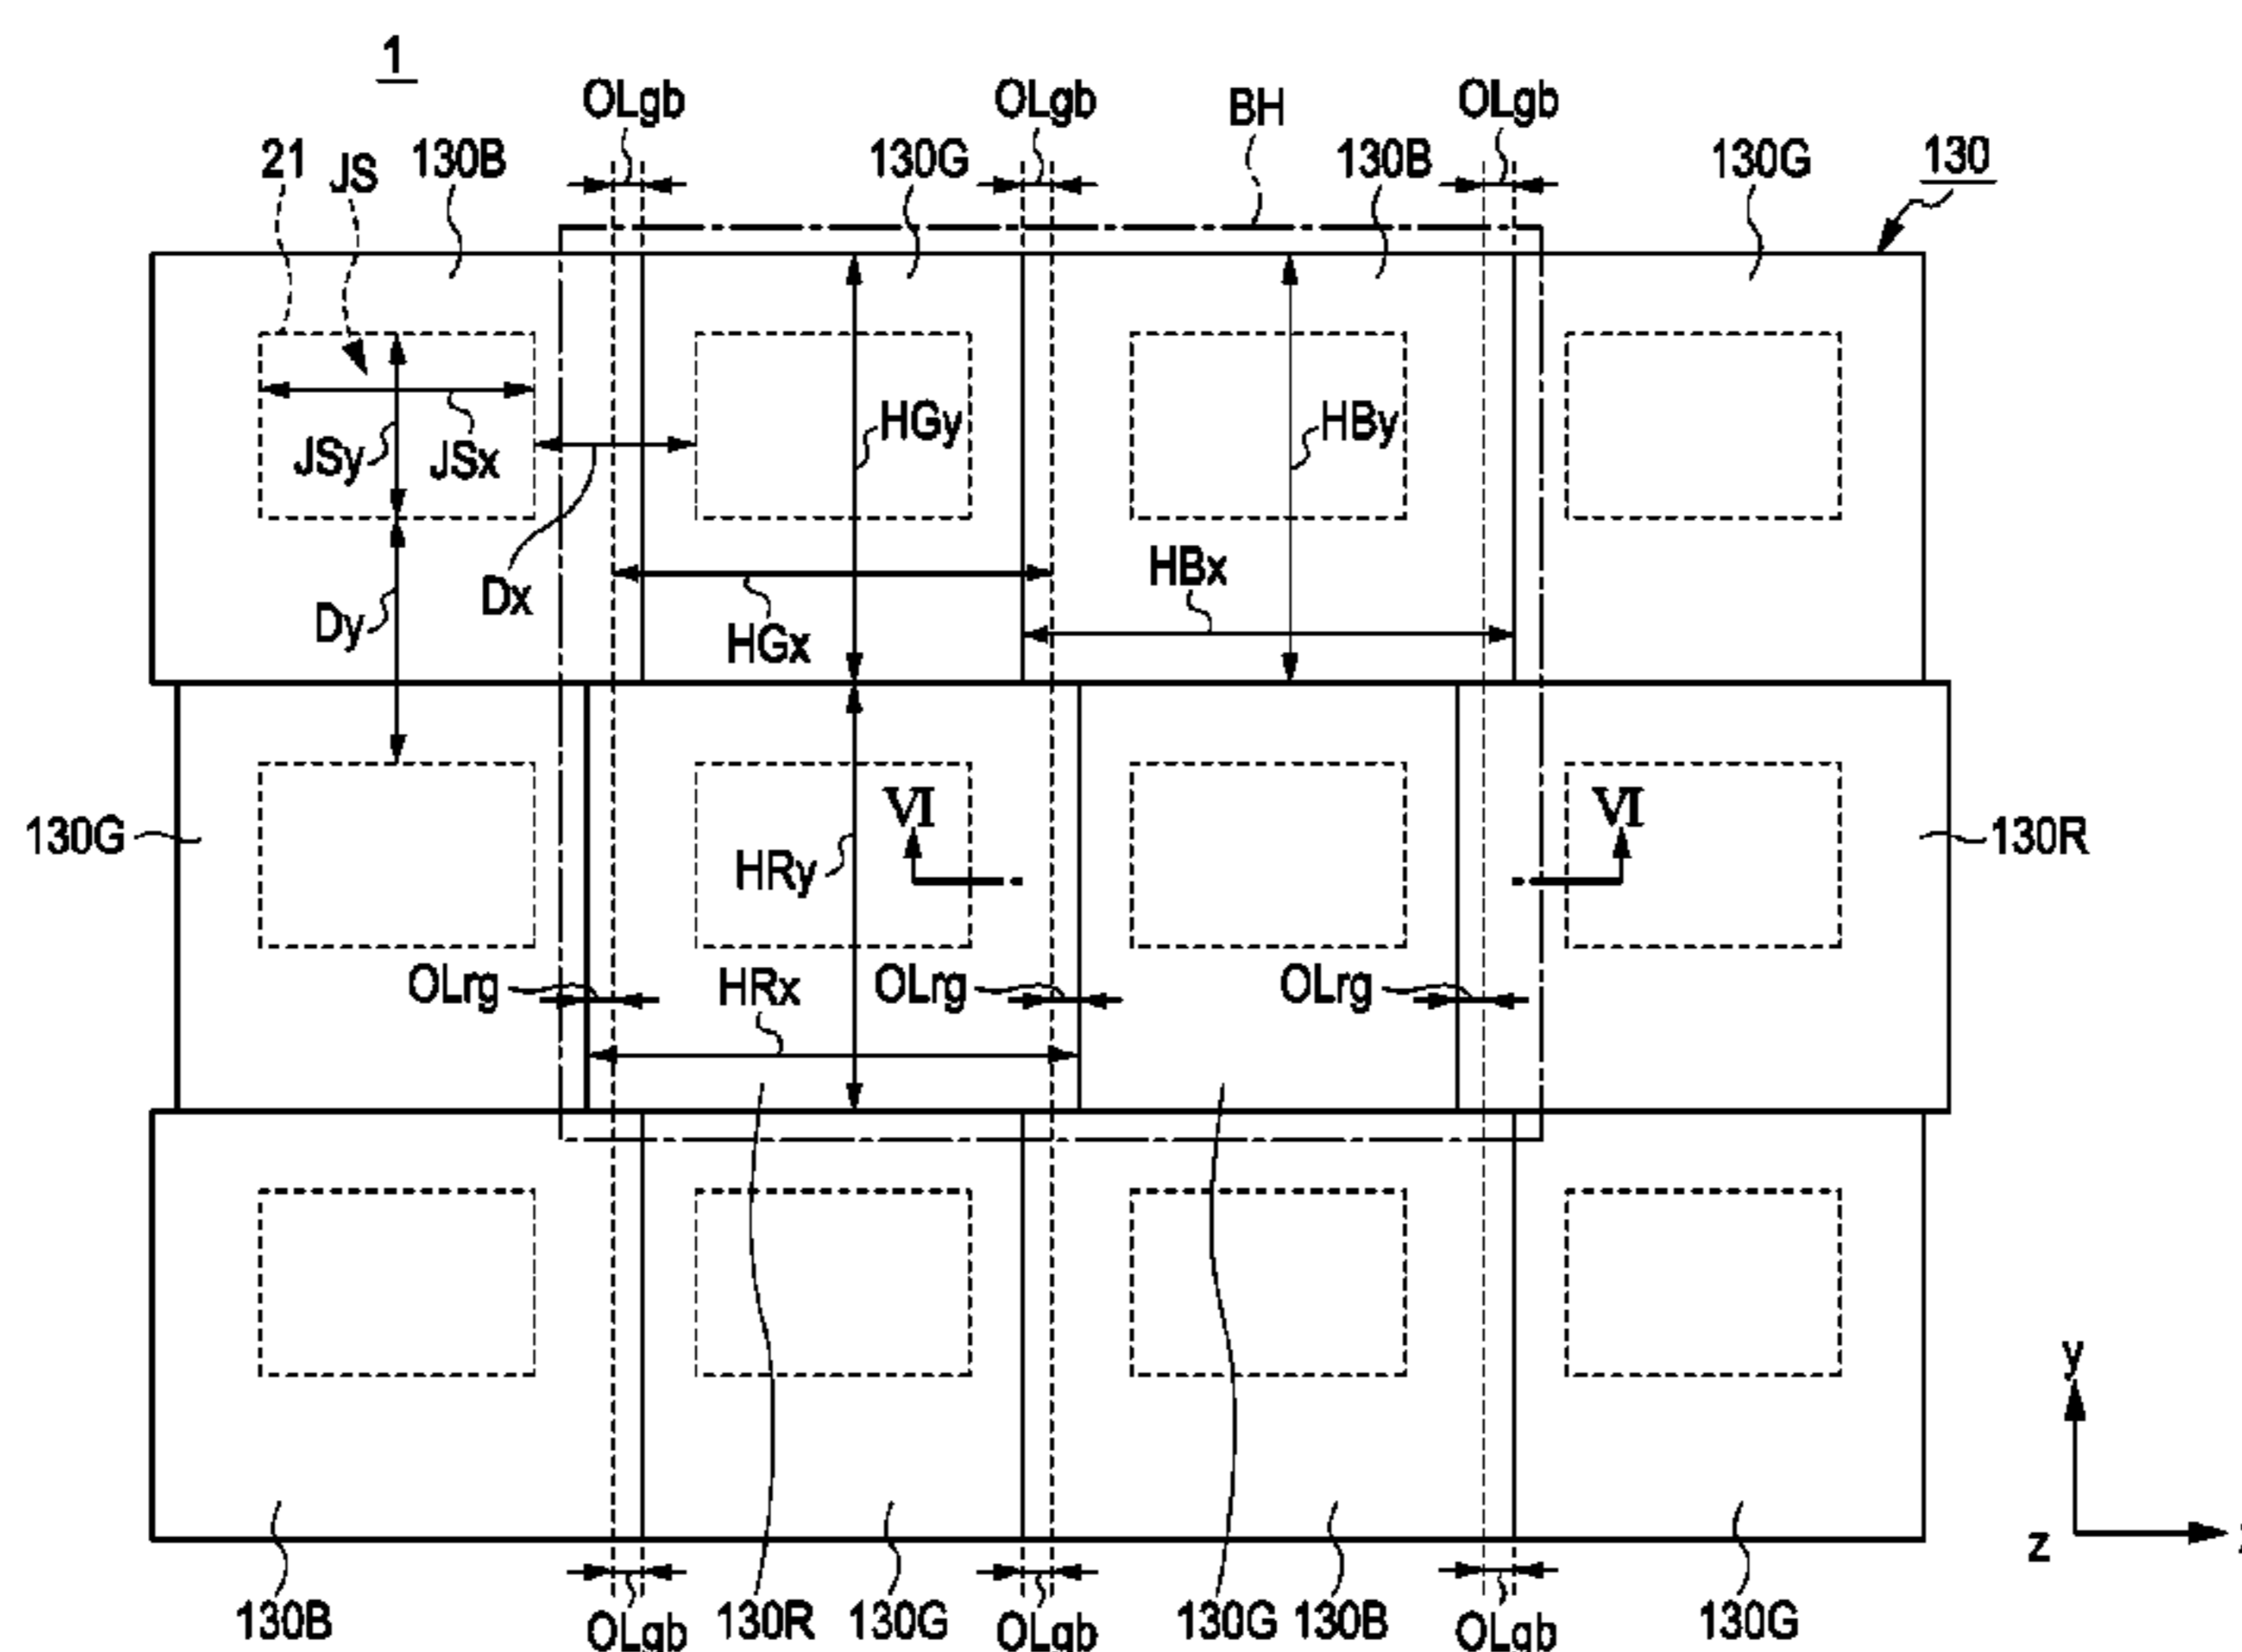 1
OLgb OLgb BH OLgb
21 JS 130B 130G 130B 130G 130
JSy JSx HGy HBy
Dy Dx HGx HBx
130G VI VI 130R
HRy
OLrg HRx OLrg OLrg
y
z
130B OLgb 130R 130G OLgb 130G 130B OLgb 130G